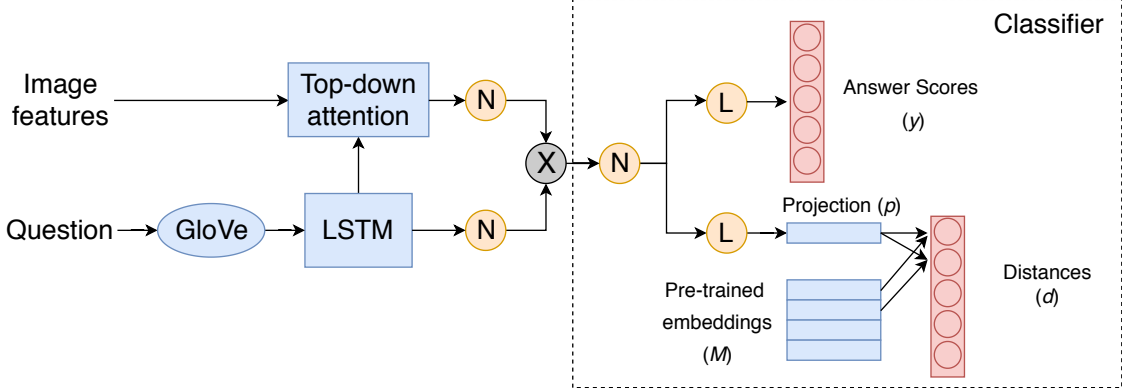 Classifier
Image
features
Top-down
attention
N
L
Answer Scores
(y)
X
N
Question
GloVe
LSTM
N
L
Projection (p)
Pre-trained
embeddings
(M)
Distances
(d)